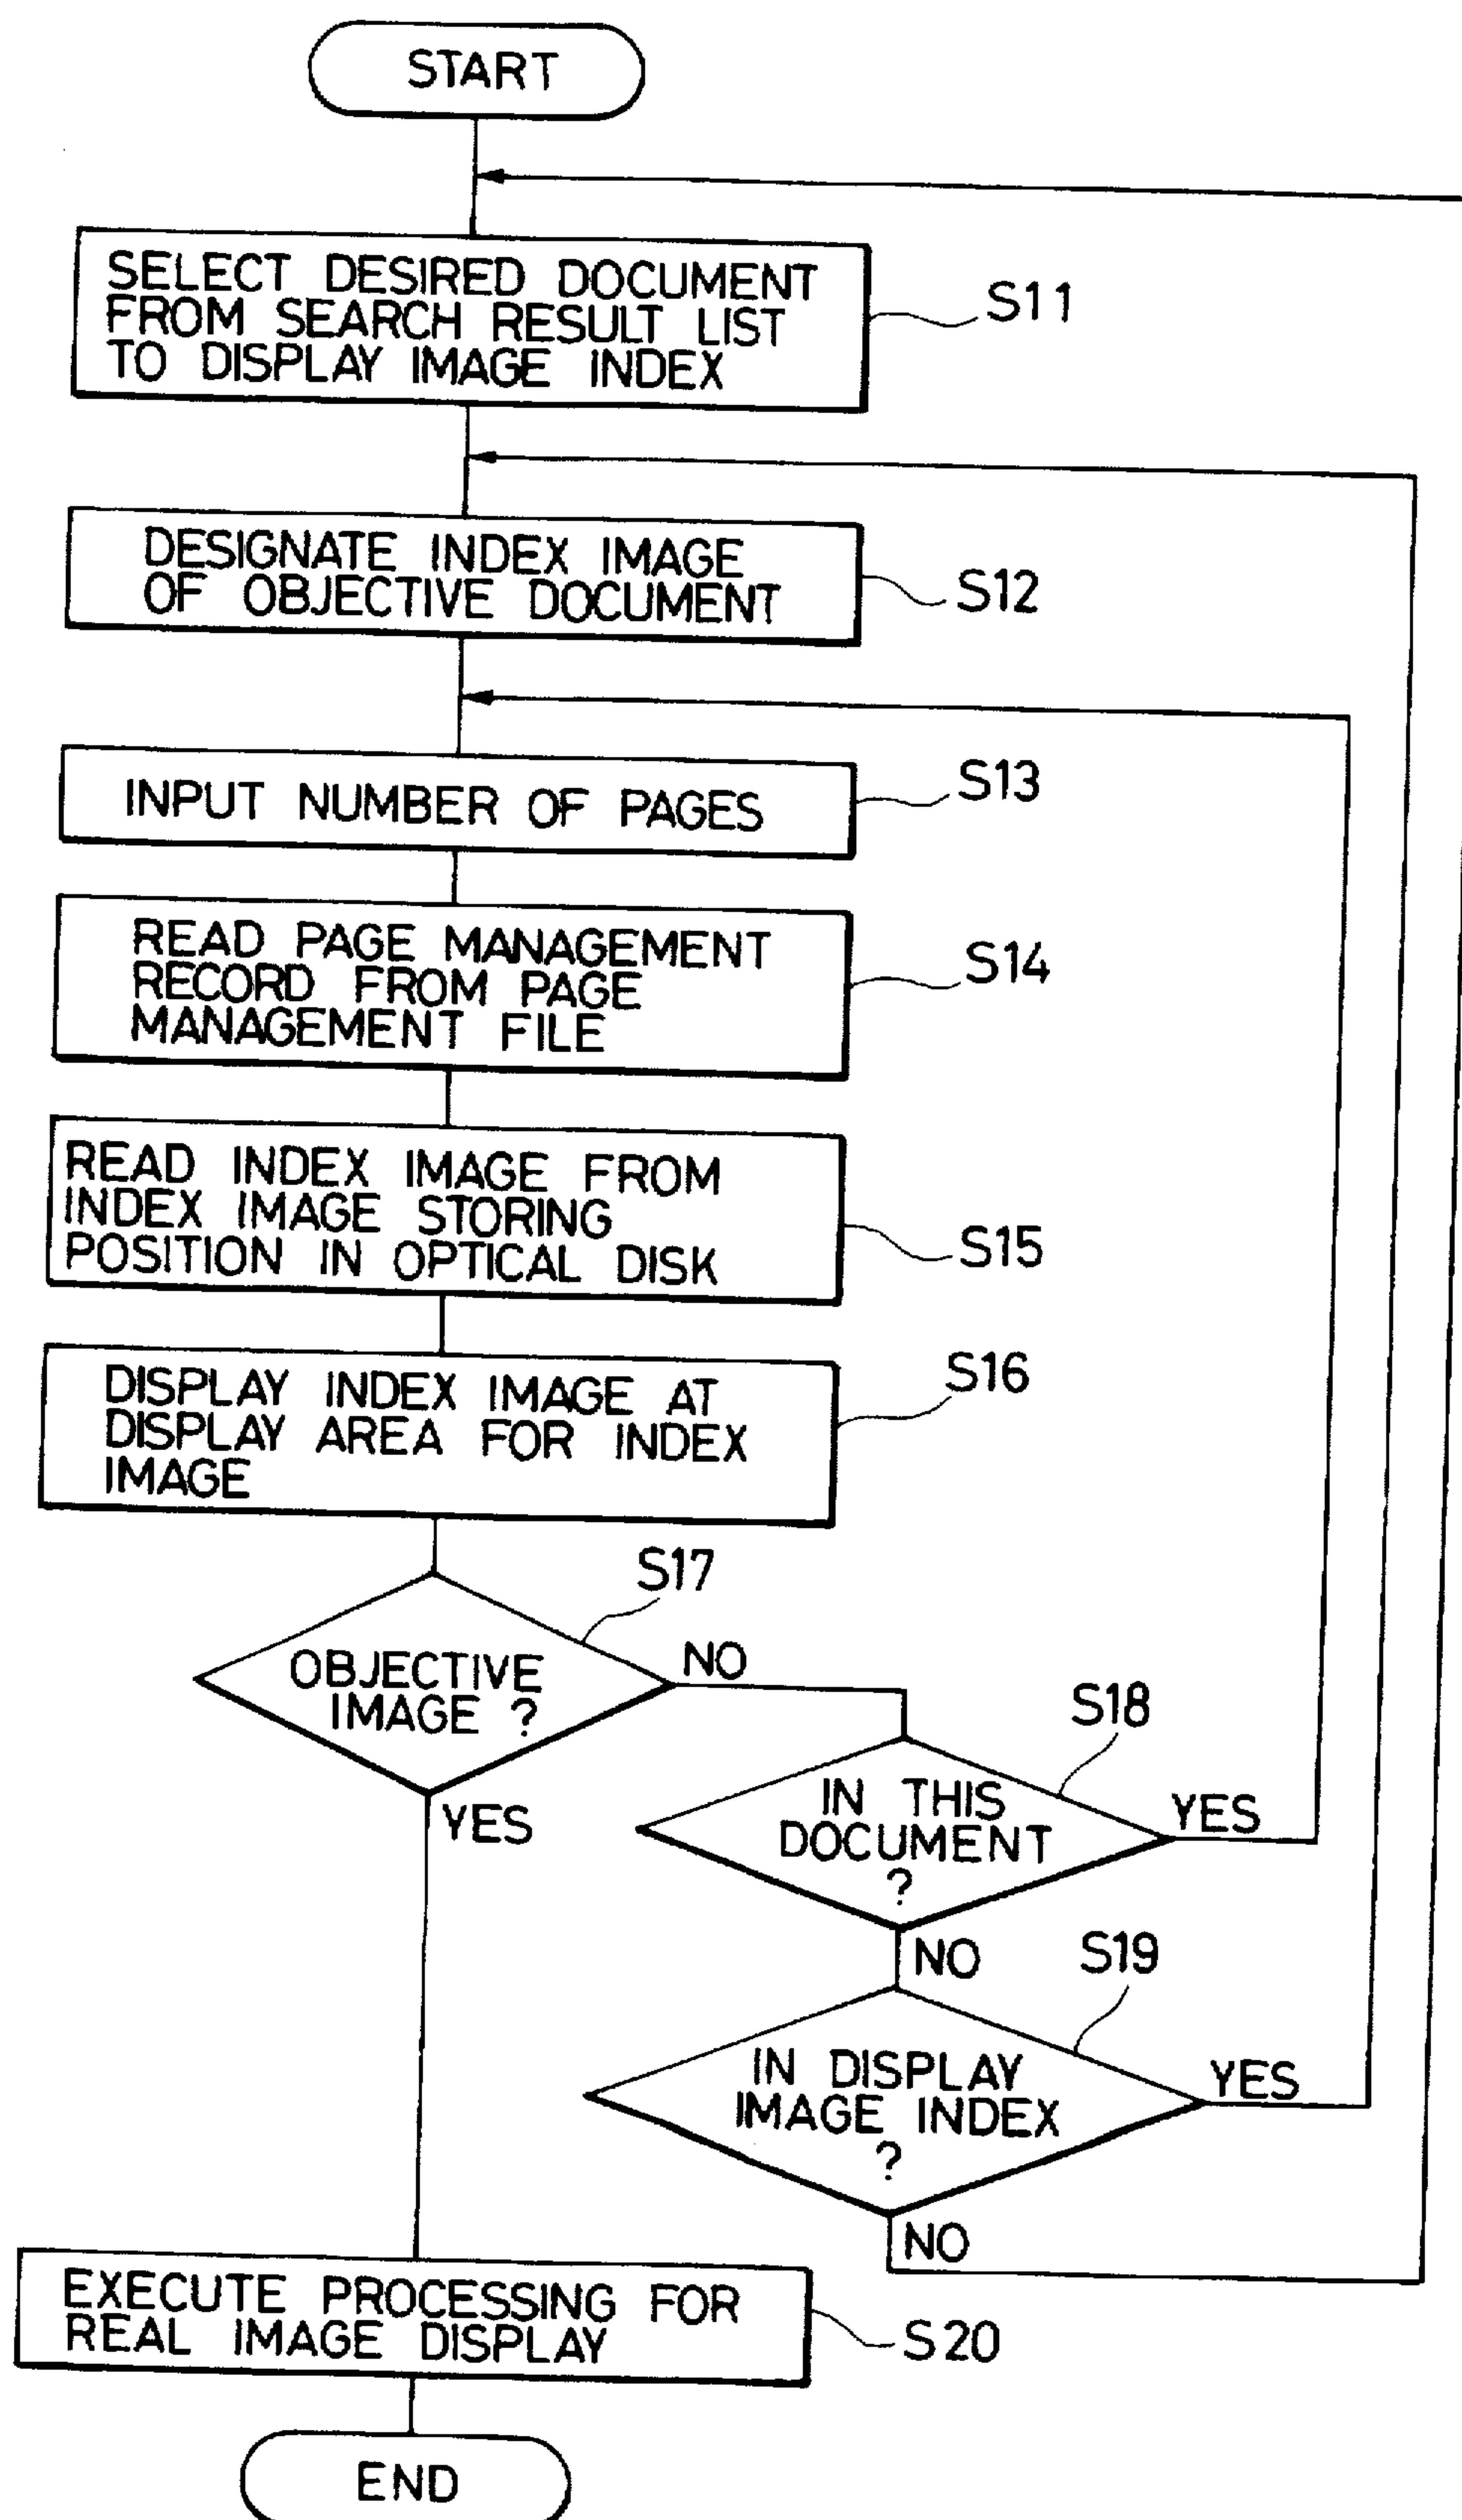 START
SELECT DESIRED DOCUMENT
FROM SEARCH RESULT LIST
TO DISPLAY IMAGE INDEX
S11
DESIGNATE INDEX IMAGE
OF OBJECTIVE DOCUMENT
S12
INPUT NUMBER OF PAGES
S13
READ PAGE MANAGEMENT
RECORD FROM PAGE
MANAGEMENT FILE
S14
READ INDEX IMAGE FROM
INDEX IMAGE STORING
POSITION IN OPTICAL DISK
S15
DISPLAY INDEX IMAGE AT
DISPLAY AREA FOR INDEX
IMAGE
S16
S17
OBJECTIVE
IMAGE ?
NO
YES
S18
IN THIS
DOCUMENT
?
YES
NO
S19
IN DISPLAY
IMAGE INDEX
?
YES
NO
EXECUTE PROCESSING FOR
REAL IMAGE DISPLAY
S20
END